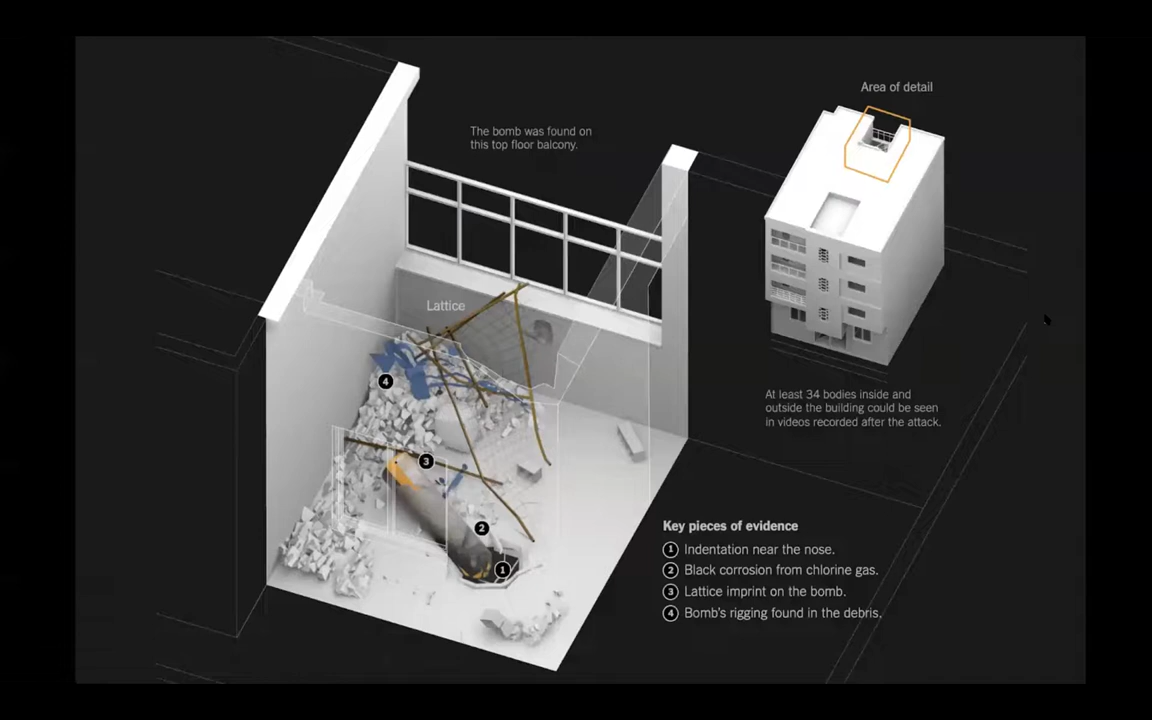 Area of detail
The bomb was found on
this top floor balcony.
Lattice
4
3
2
1
At least 34 bodies inside and
outside the building could be seen
in videos recorded after the attack.
Key pieces of evidence
1 Indentation near the nose.
2 Black corrosion from chlorine gas.
3 Lattice imprint on the bomb.
4 Bomb's rigging found in the debris.